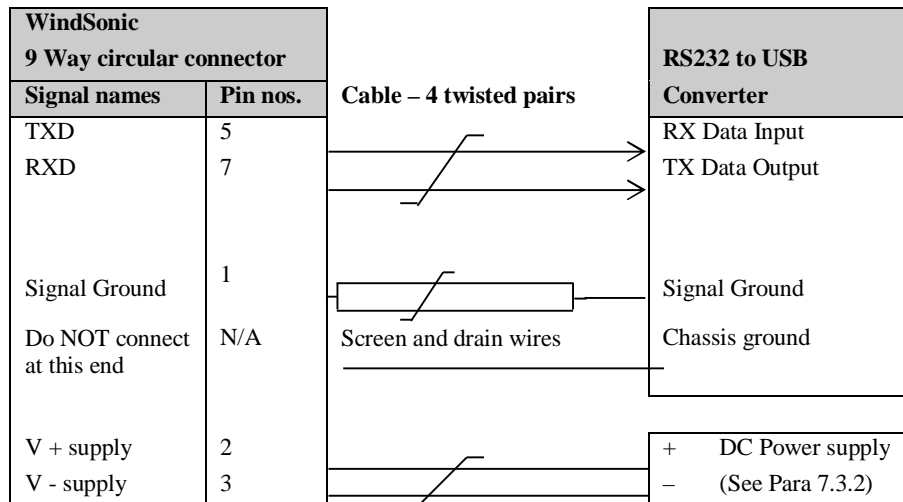 WindSonic
9 Way circular connector
RS232 to USB
Signal names Pin nos. Cable – 4 twisted pairs Converter
TXD 5 RX Data Input
RXD 7 TX Data Output
1
Signal Ground Signal Ground
Do NOT connect N/A Screen and drain wires Chassis ground
at this end
V + supply 2 + DC Power supply
V - supply 3 – (See Para 7.3.2)